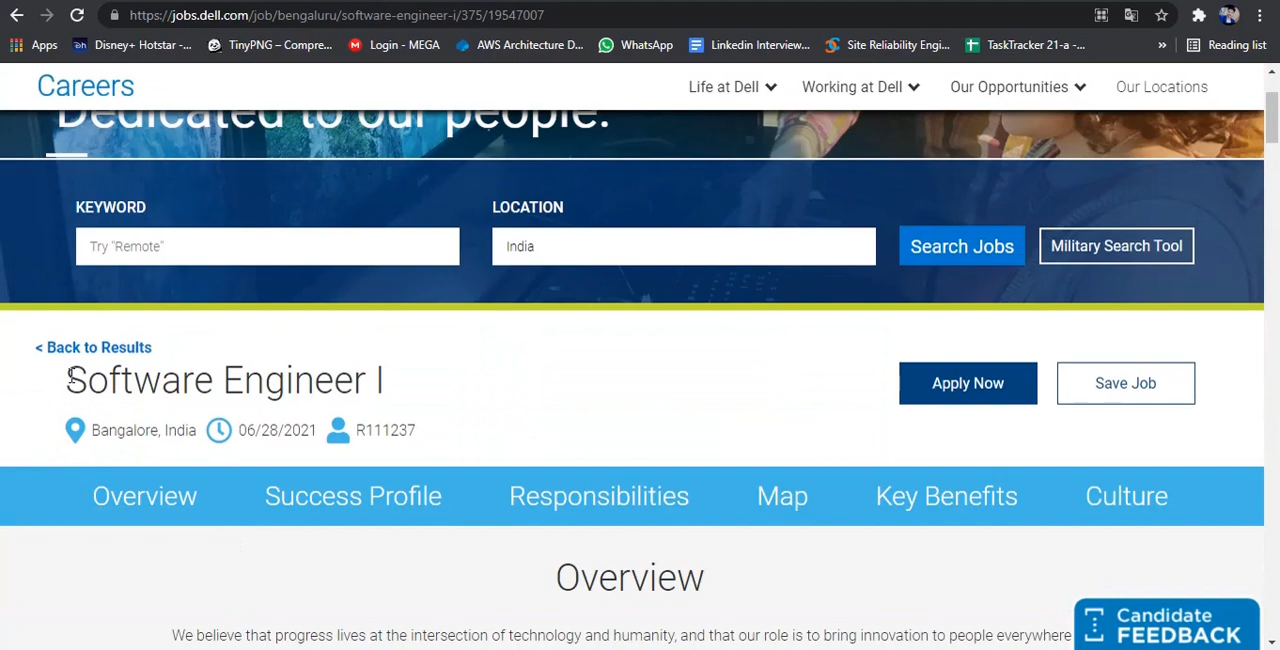 https://jobs.dell.com/job/bengaluru/software-engineer-i/375/19547007
Apps Disney+ Hotstar -... TinyPNG – Compre... Login - MEGA AWS Architecture D... WhatsApp Linkedin Interview... Site Reliability Engi... TaskTracker 21-a -... » Reading list
Careers Life at Dell Working at Dell Our Opportunities Our Locations
Dedicated to our people.
KEYWORD LOCATION
Try "Remote" India Search Jobs Military Search Tool
< Back to Results
Software Engineer I Apply Now Save Job
Bangalore, India 06/28/2021 R111237
Overview Success Profile Responsibilities Map Key Benefits Culture
Overview
We believe that progress lives at the intersection of technology and humanity, and that our role is to bring innovation to people everywhere
Candidate
FEEDBACK